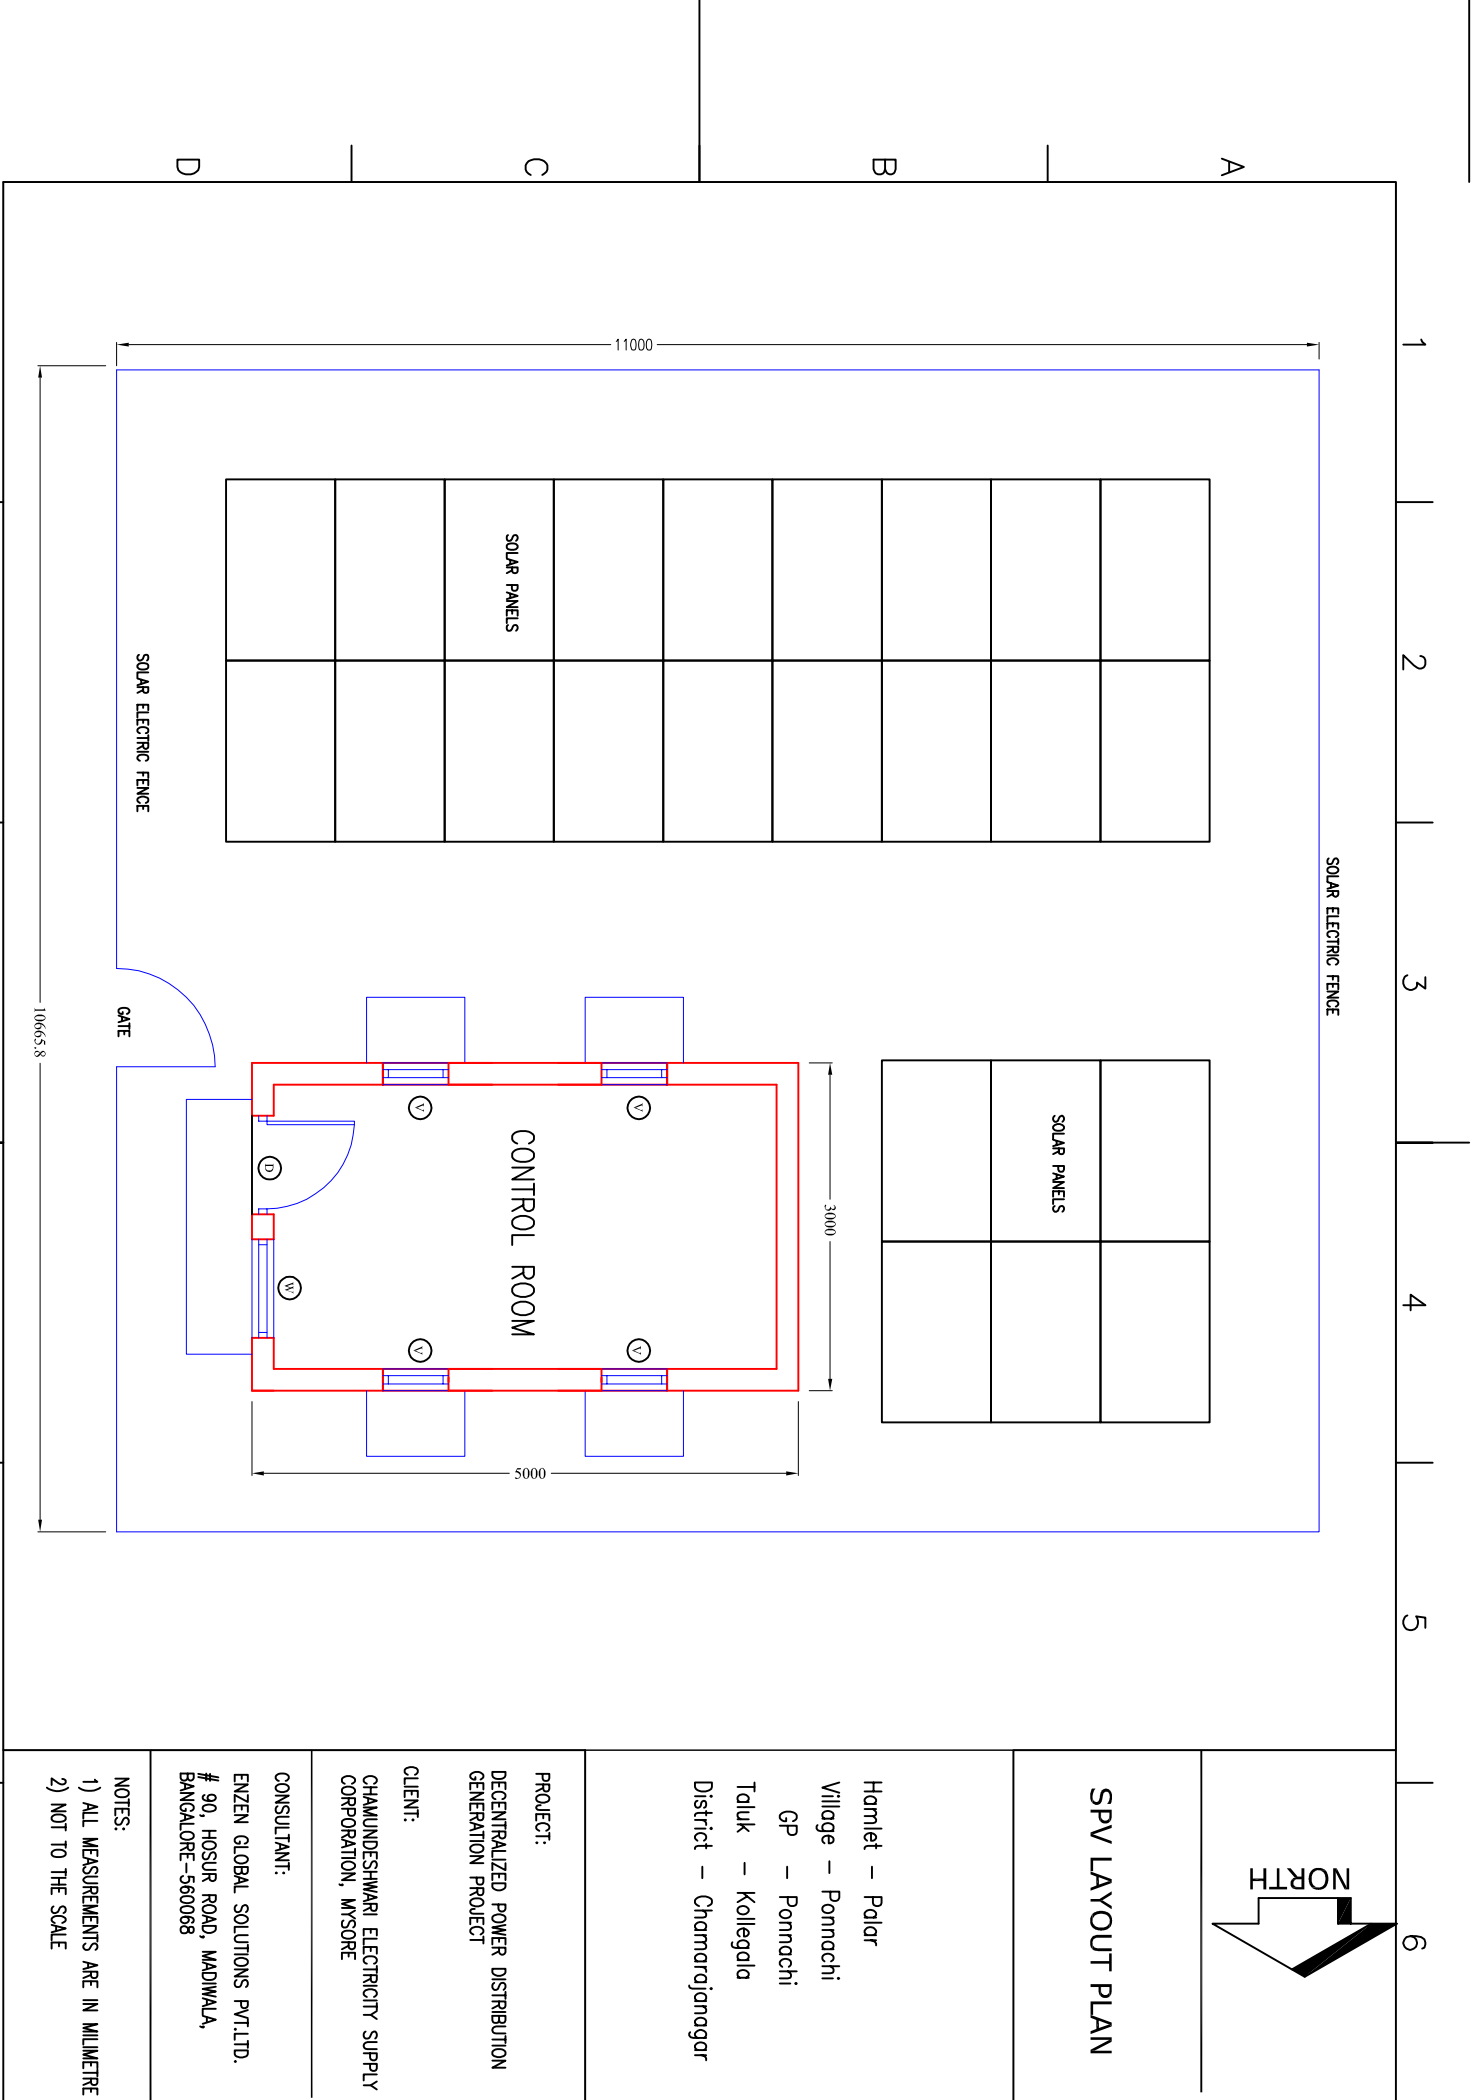 1
2
3
4
5
6
A
B
C
D
SOLAR ELECTRIC FENCE
11000
SOLAR PANELS
SOLAR PANELS
3000
CONTROL ROOM
V
V
V
V
D
W
5000
SOLAR ELECTRIC FENCE
GATE
10665.8
NORTH
SPV LAYOUT PLAN
Hamlet - Palar
Village - Ponnachi
GP - Ponnachi
Taluk - Kollegala
District - Chamarajanagar
PROJECT:
DECENTRALIZED POWER DISTRIBUTION
GENERATION PROJECT
CLIENT:
CHAMUNDESHWARI ELECTRICITY SUPPLY
CORPORATION, MYSORE
CONSULTANT:
ENZEN GLOBAL SOLUTIONS PVT.LTD.
# 90, HOSUR ROAD, MADIWALA,
BANGALORE-560068
NOTES:
1) ALL MEASUREMENTS ARE IN MILIMETRE
2) NOT TO THE SCALE